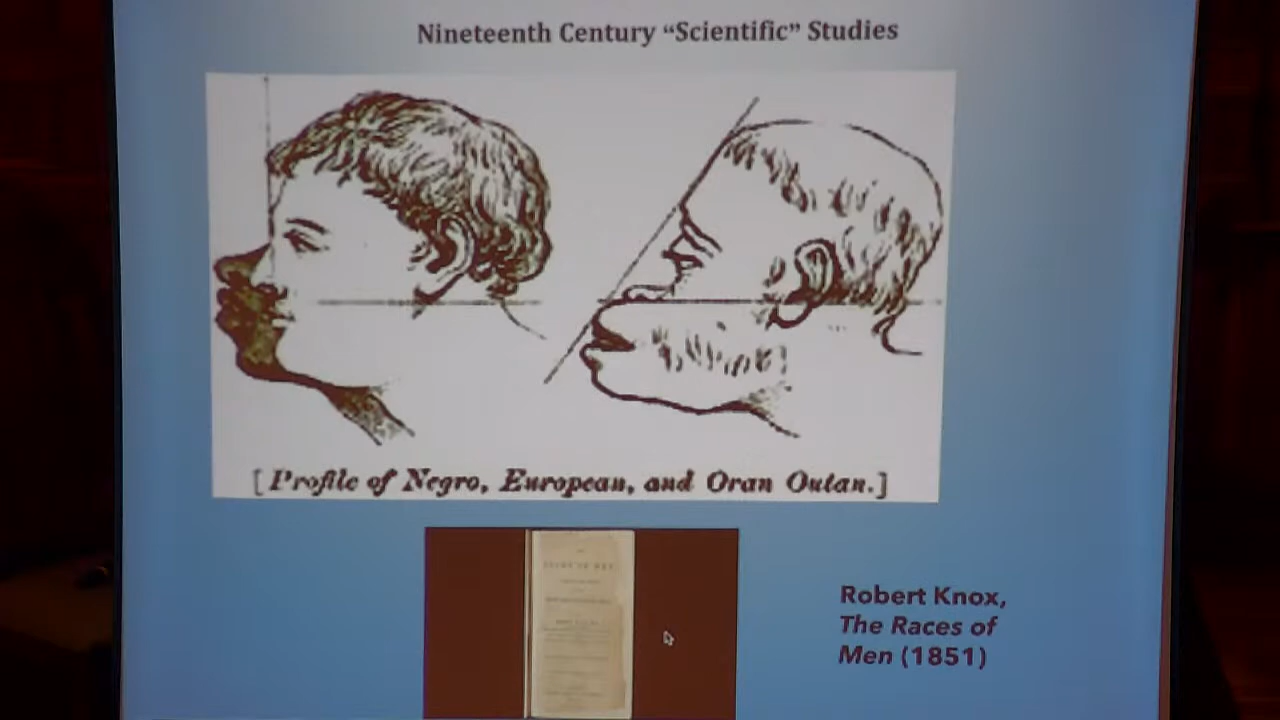 Nineteenth Century “Scientific” Studies
[Profile of Negro, European, and Oran Outan.]
Robert Knox,
The Races of
Men (1851)